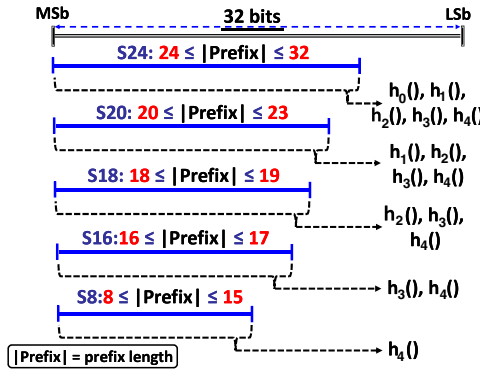 MSb 32 bits LSb
S24: 24 ≤ |Prefix| ≤ 32
h₀(), h₁(),
h₂(), h₃(), h₄()
S20: 20 ≤ |Prefix| ≤ 23
h₁(), h₂(),
h₃(), h₄()
S18: 18 ≤ |Prefix| ≤ 19
h₂(), h₃(),
h₄()
S16:16 ≤ |Prefix| ≤ 17
h₃(), h₄()
S8:8 ≤ |Prefix| ≤ 15
h₄()
|Prefix| = prefix length